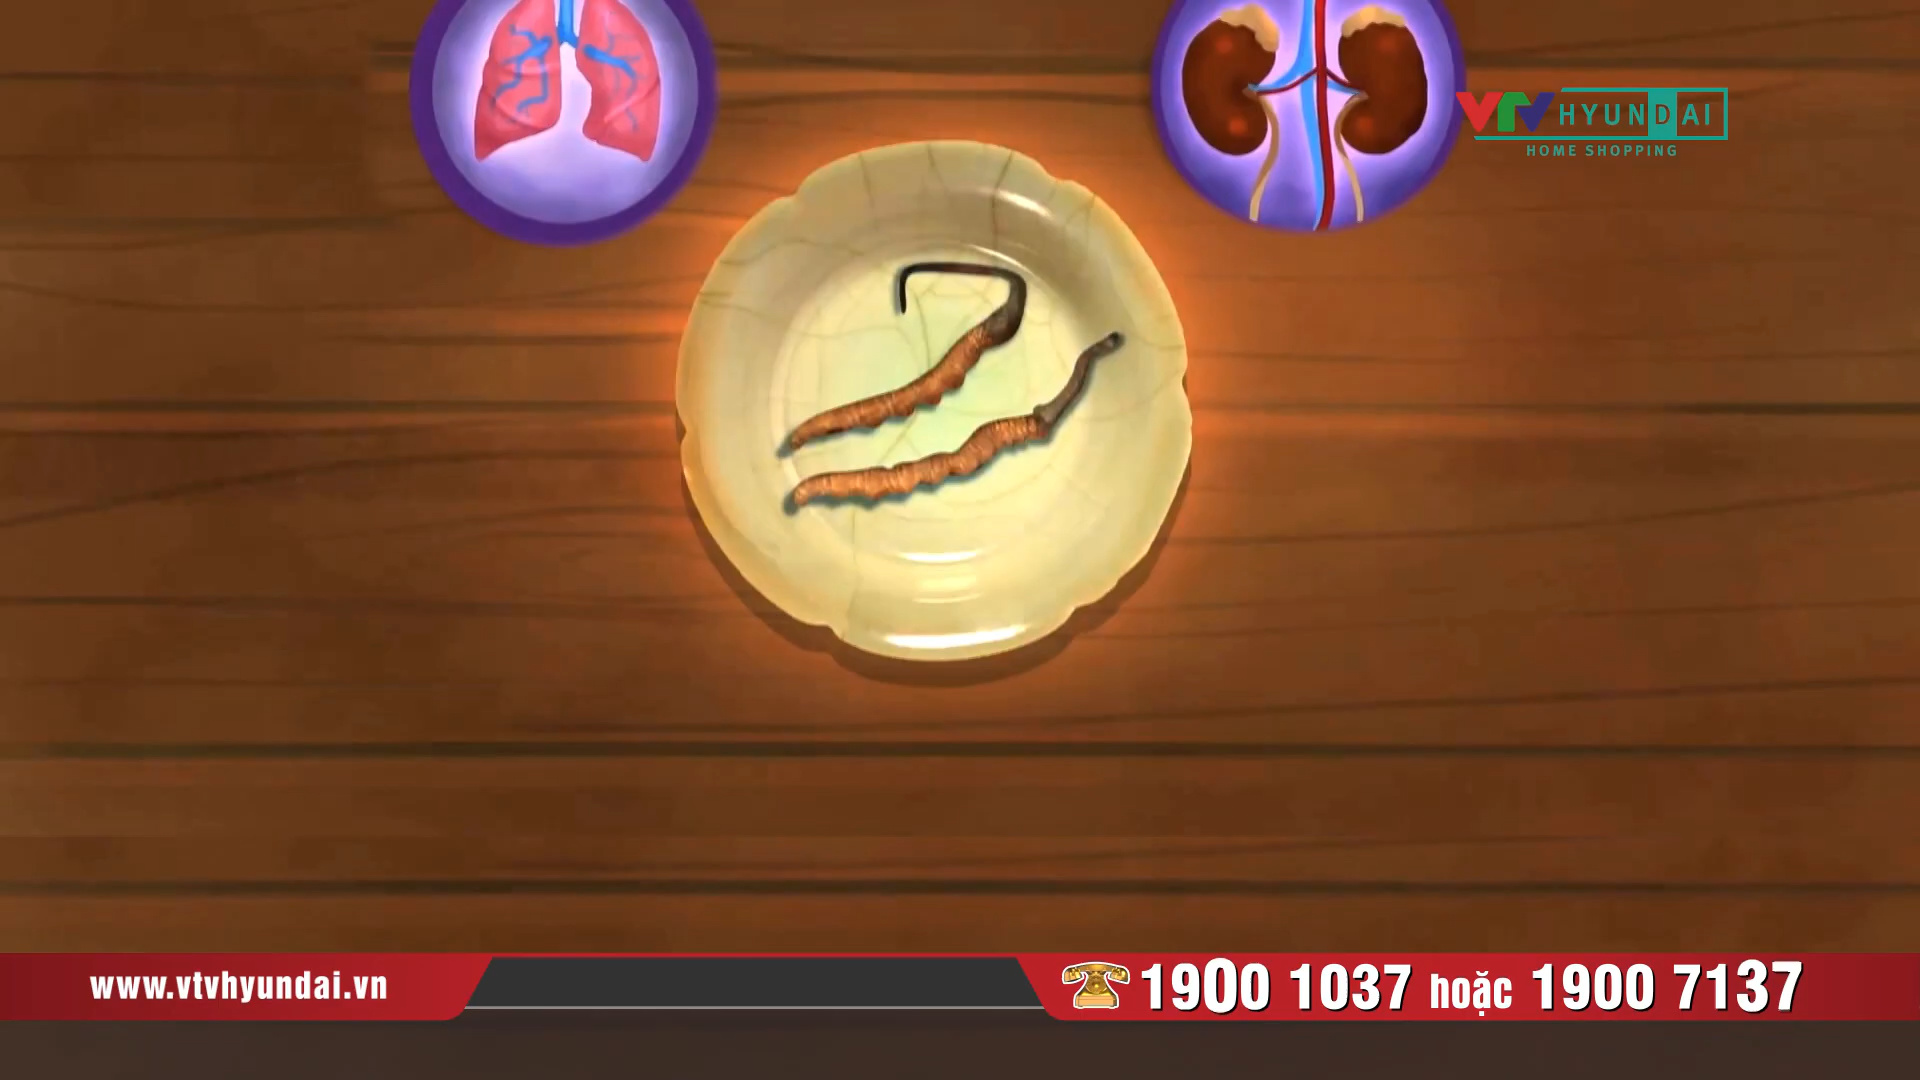 VTV HYUNDAI
HOME SHOPPING
www.vtvhyundai.vn
1900 1037 hoặc 1900 7137